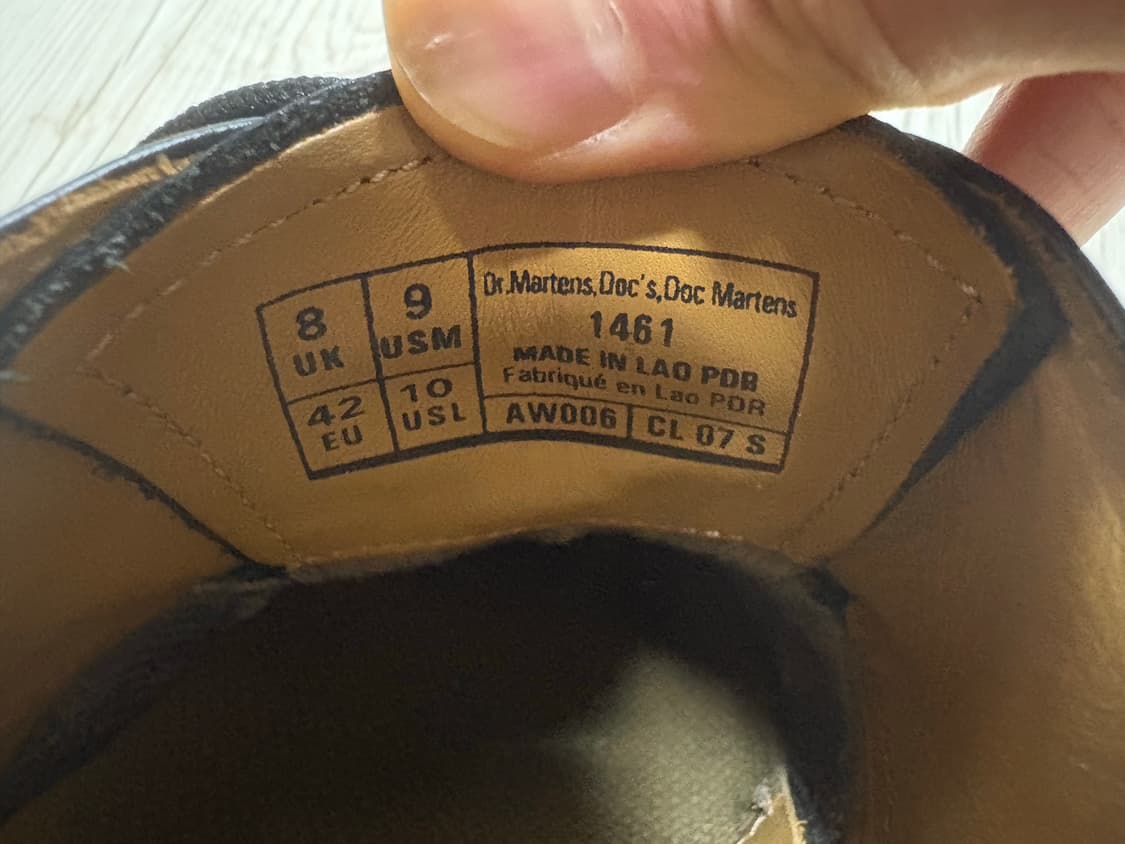 8
UK
9
USM
42
EU
10
USL
Dr.Martens,Doc's,Doc Martens
1461
MADE IN LAO PDR
Fabriqué en Lao PDR
AW006
CL 07 S